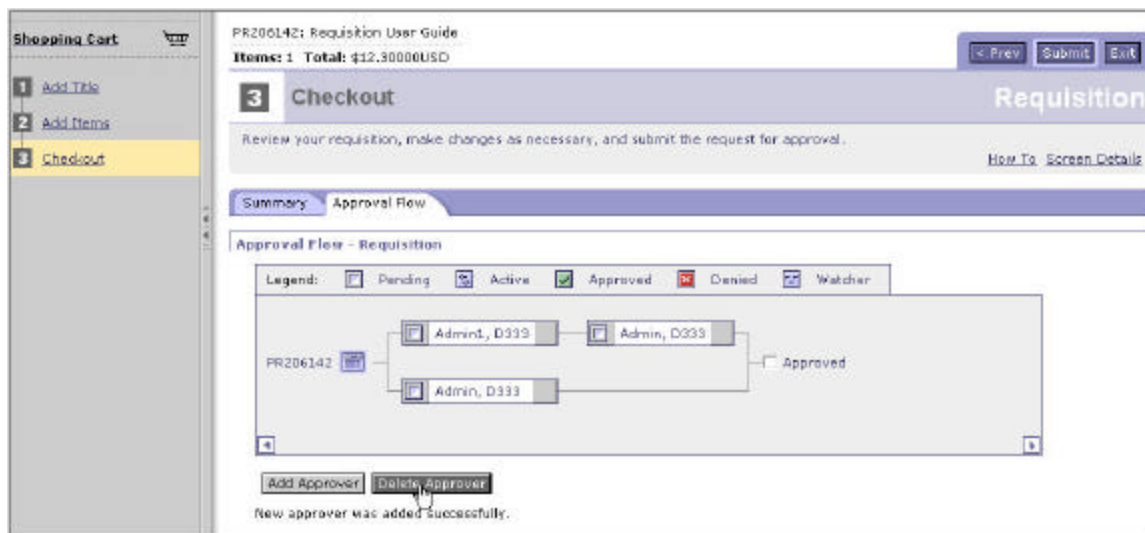 Shopping Cart
PR206142: Requisition User Guide
Items: 1 Total: $12.30000USD
< Prev Submit Exit
1 Add Title
2 Add Items
3 Checkout
3 Checkout
Requisition
Review your requisition, make changes as necessary, and submit the request for approval.
How To Screen Details
Summary Approval Flow
Approval Flow - Requisition
Legend: Pending Active Approved Denied Watcher
Admin1, D333 Admin, D333
PR206142 Approved
Admin, D333
Add Approver Delete Approver
New approver was added successfully.